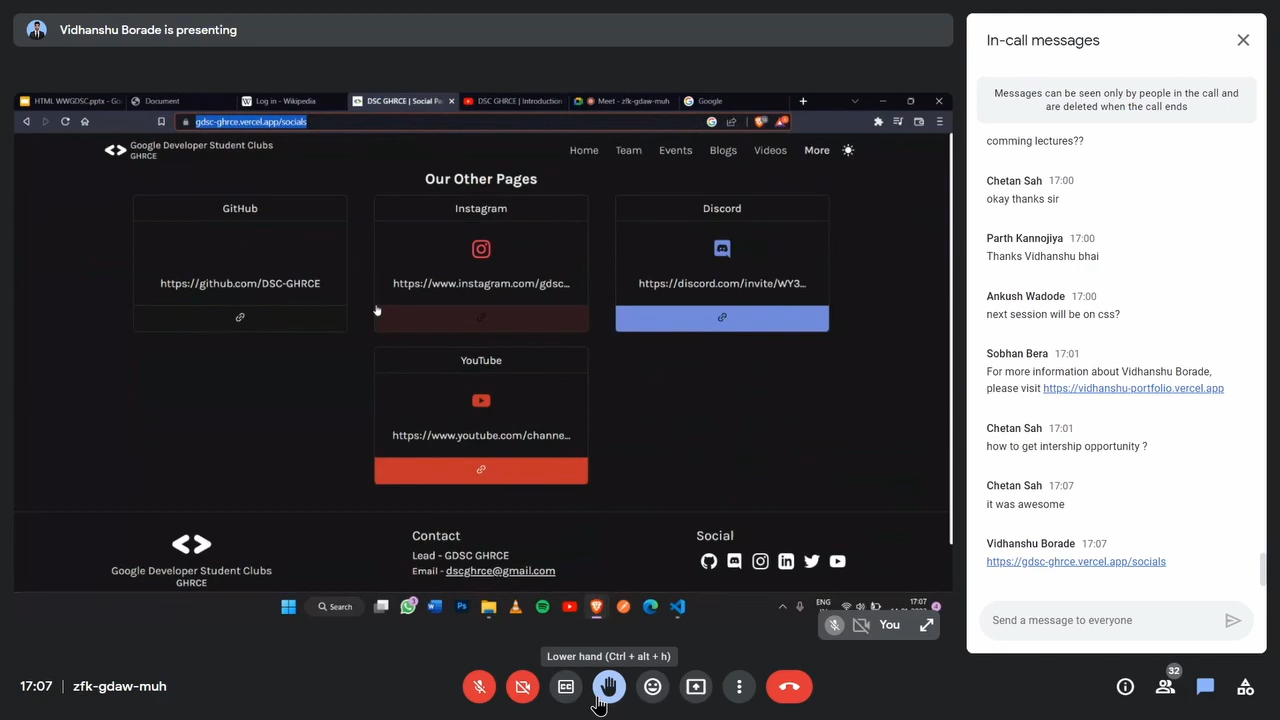 Vidhanshu Borade is presenting
HTML WWGDSC.pptx - Go
Document
Log in - Wikipedia
DSC GHRCE | Social Pa
DSC GHRCE | Introduction
Meet - zfk-gdaw-muh
Google
gdsc-ghrce.vercel.app/socials
Google Developer Student Clubs
GHRCE
Home Team Events Blogs Videos More
Our Other Pages
GitHub
Instagram
Discord
https://github.com/DSC-GHRCE
https://www.instagram.com/gdsc...
https://discord.com/invite/WY3...
YouTube
https://www.youtube.com/channe...
Google Developer Student Clubs
GHRCE
Contact
Lead - GDSC GHRCE
Email - dscghrce@gmail.com
Social
Search
ENG
17:07
You
Lower hand (Ctrl + alt + h)
17:07 | zfk-gdaw-muh
32
In-call messages
Messages can be seen only by people in the call and
are deleted when the call ends
comming lectures??
Chetan Sah 17:00
okay thanks sir
Parth Kannojiya 17:00
Thanks Vidhanshu bhai
Ankush Wadode 17:00
next session will be on css?
Sobhan Bera 17:01
For more information about Vidhanshu Borade,
please visit https://vidhanshu-portfolio.vercel.app
Chetan Sah 17:01
how to get intership opportunity ?
Chetan Sah 17:07
it was awesome
Vidhanshu Borade 17:07
https://gdsc-ghrce.vercel.app/socials
Send a message to everyone